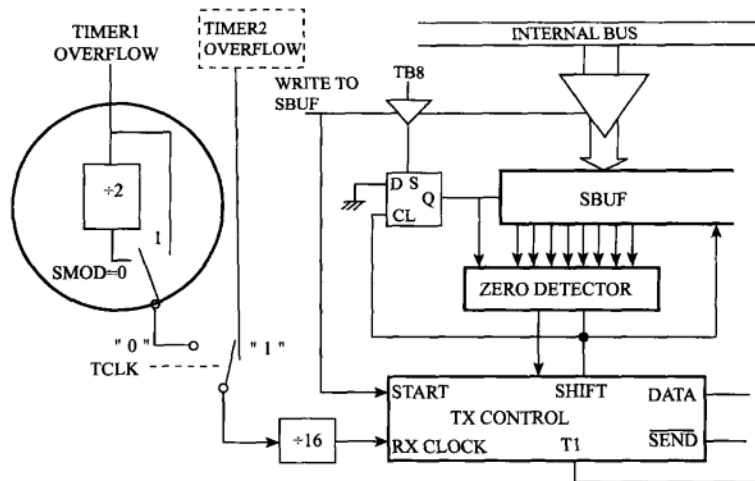 TIMER1
OVERFLOW
TIMER2
OVERFLOW
INTERNAL BUS
WRITE TO
SBUF
TB8
÷2
1
SMOD=0
D S
Q
CL
SBUF
ZERO DETECTOR
"0"
"1"
TCLK
START
SHIFT
DATA
TX CONTROL
÷16
RX CLOCK
T1
SEND